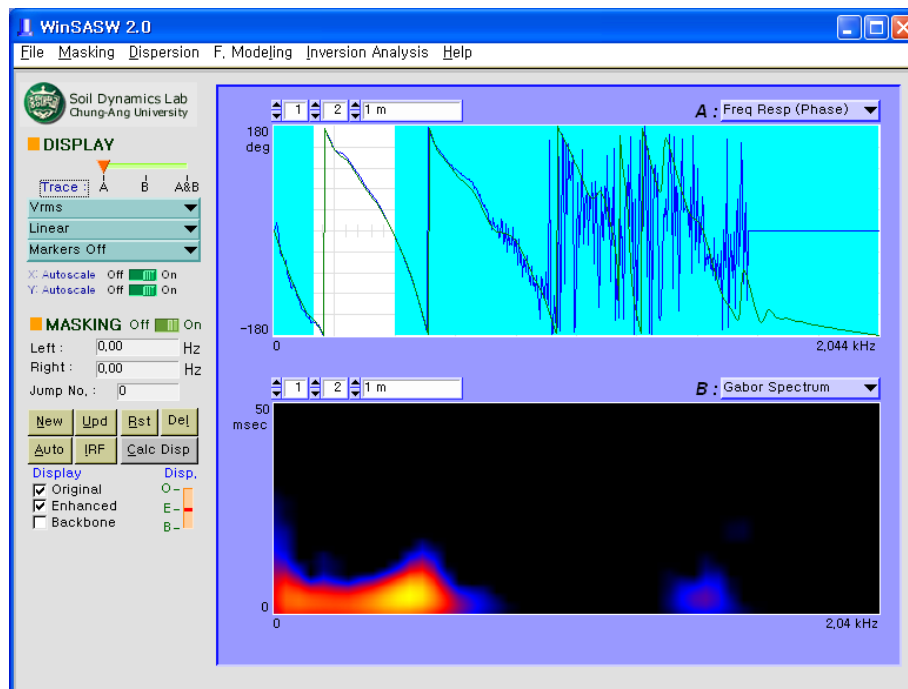 WinSASW 2.0
File Masking Dispersion F. Modeling Inversion Analysis Help
Soil Dynamics Lab
Chung-Ang University
DISPLAY
Trace : A B A&B
Vrms
Linear
Markers Off
X: Autoscale Off On
Y: Autoscale Off On
MASKING Off On
Left : 0.00 Hz
Right : 0.00 Hz
Jump No. : 0
New Upd Rst Del
Auto IRF Calc Disp
Display Disp.
Original O-
Enhanced E-
Backbone B-
1 2 1 m A : Freq Resp (Phase)
180
deg
-180
0 2,044 kHz
1 2 1 m B : Gabor Spectrum
50
msec
0
0 2,04 kHz